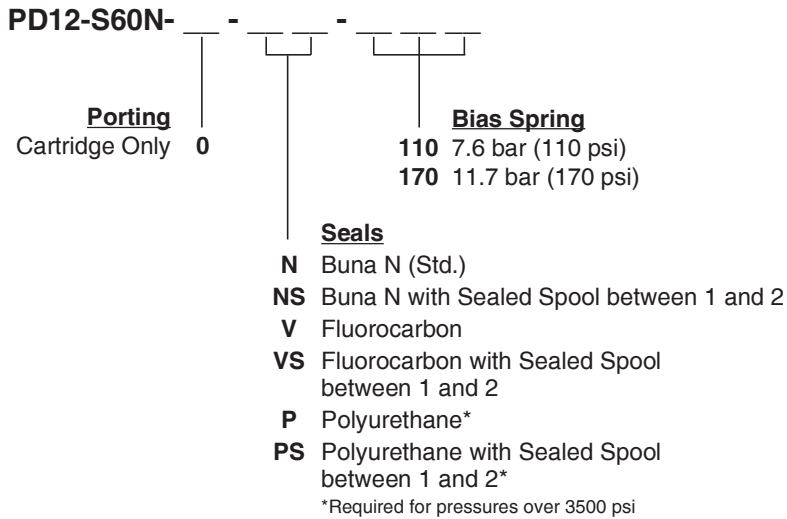 PD12-S60N- __ - __ __ - __ __ __
Porting
Cartridge Only 0
Bias Spring
110 7.6 bar (110 psi)
170 11.7 bar (170 psi)
Seals
N Buna N (Std.)
NS Buna N with Sealed Spool between 1 and 2
V Fluorocarbon
VS Fluorocarbon with Sealed Spool
between 1 and 2
P Polyurethane*
PS Polyurethane with Sealed Spool
between 1 and 2*
*Required for pressures over 3500 psi